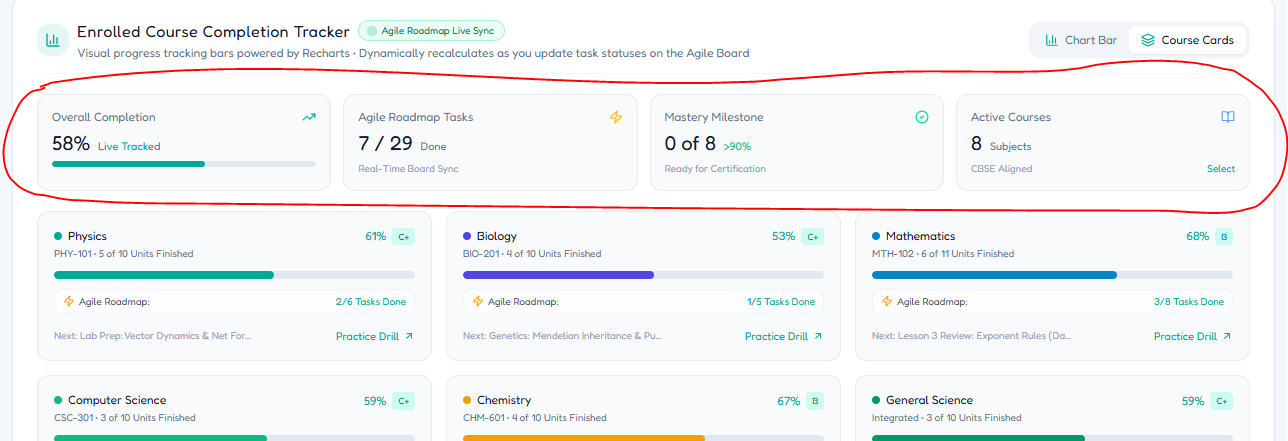 Enrolled Course Completion Tracker Agile Roadmap Live Sync
Visual progress tracking bars powered by Recharts • Dynamically recalculates as you update task statuses on the Agile Board
Chart Bar Course Cards
Overall Completion
58% Live Tracked
Agile Roadmap Tasks
7 / 29 Done
Real-Time Board Sync
Mastery Milestone
0 of 8 >90%
Ready for Certification
Active Courses
8 Subjects
CBSE Aligned Select
Physics 61% C+
PHY-101 • 5 of 10 Units Finished
Agile Roadmap: 2/6 Tasks Done
Next: Lab Prep: Vector Dynamics & Net For... Practice Drill
Biology 53% C+
BIO-201 • 4 of 10 Units Finished
Agile Roadmap: 1/5 Tasks Done
Next: Genetics: Mendelian Inheritance & Pu... Practice Drill
Mathematics 68% B
MTH-102 • 6 of 11 Units Finished
Agile Roadmap: 3/8 Tasks Done
Next: Lesson 3 Review: Exponent Rules (Da... Practice Drill
Computer Science 59% C+
CSC-301 • 3 of 10 Units Finished
Chemistry 67% B
CHM-601 • 4 of 10 Units Finished
General Science 59% C+
Integrated • 3 of 10 Units Finished